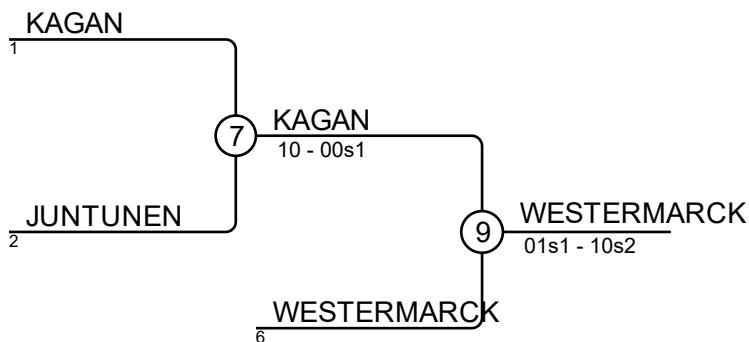 KAGAN
1
7
KAGAN
10 - 00s1
JUNTUNEN
2
9
WESTERMARCK
01s1 - 10s2
WESTERMARCK
6